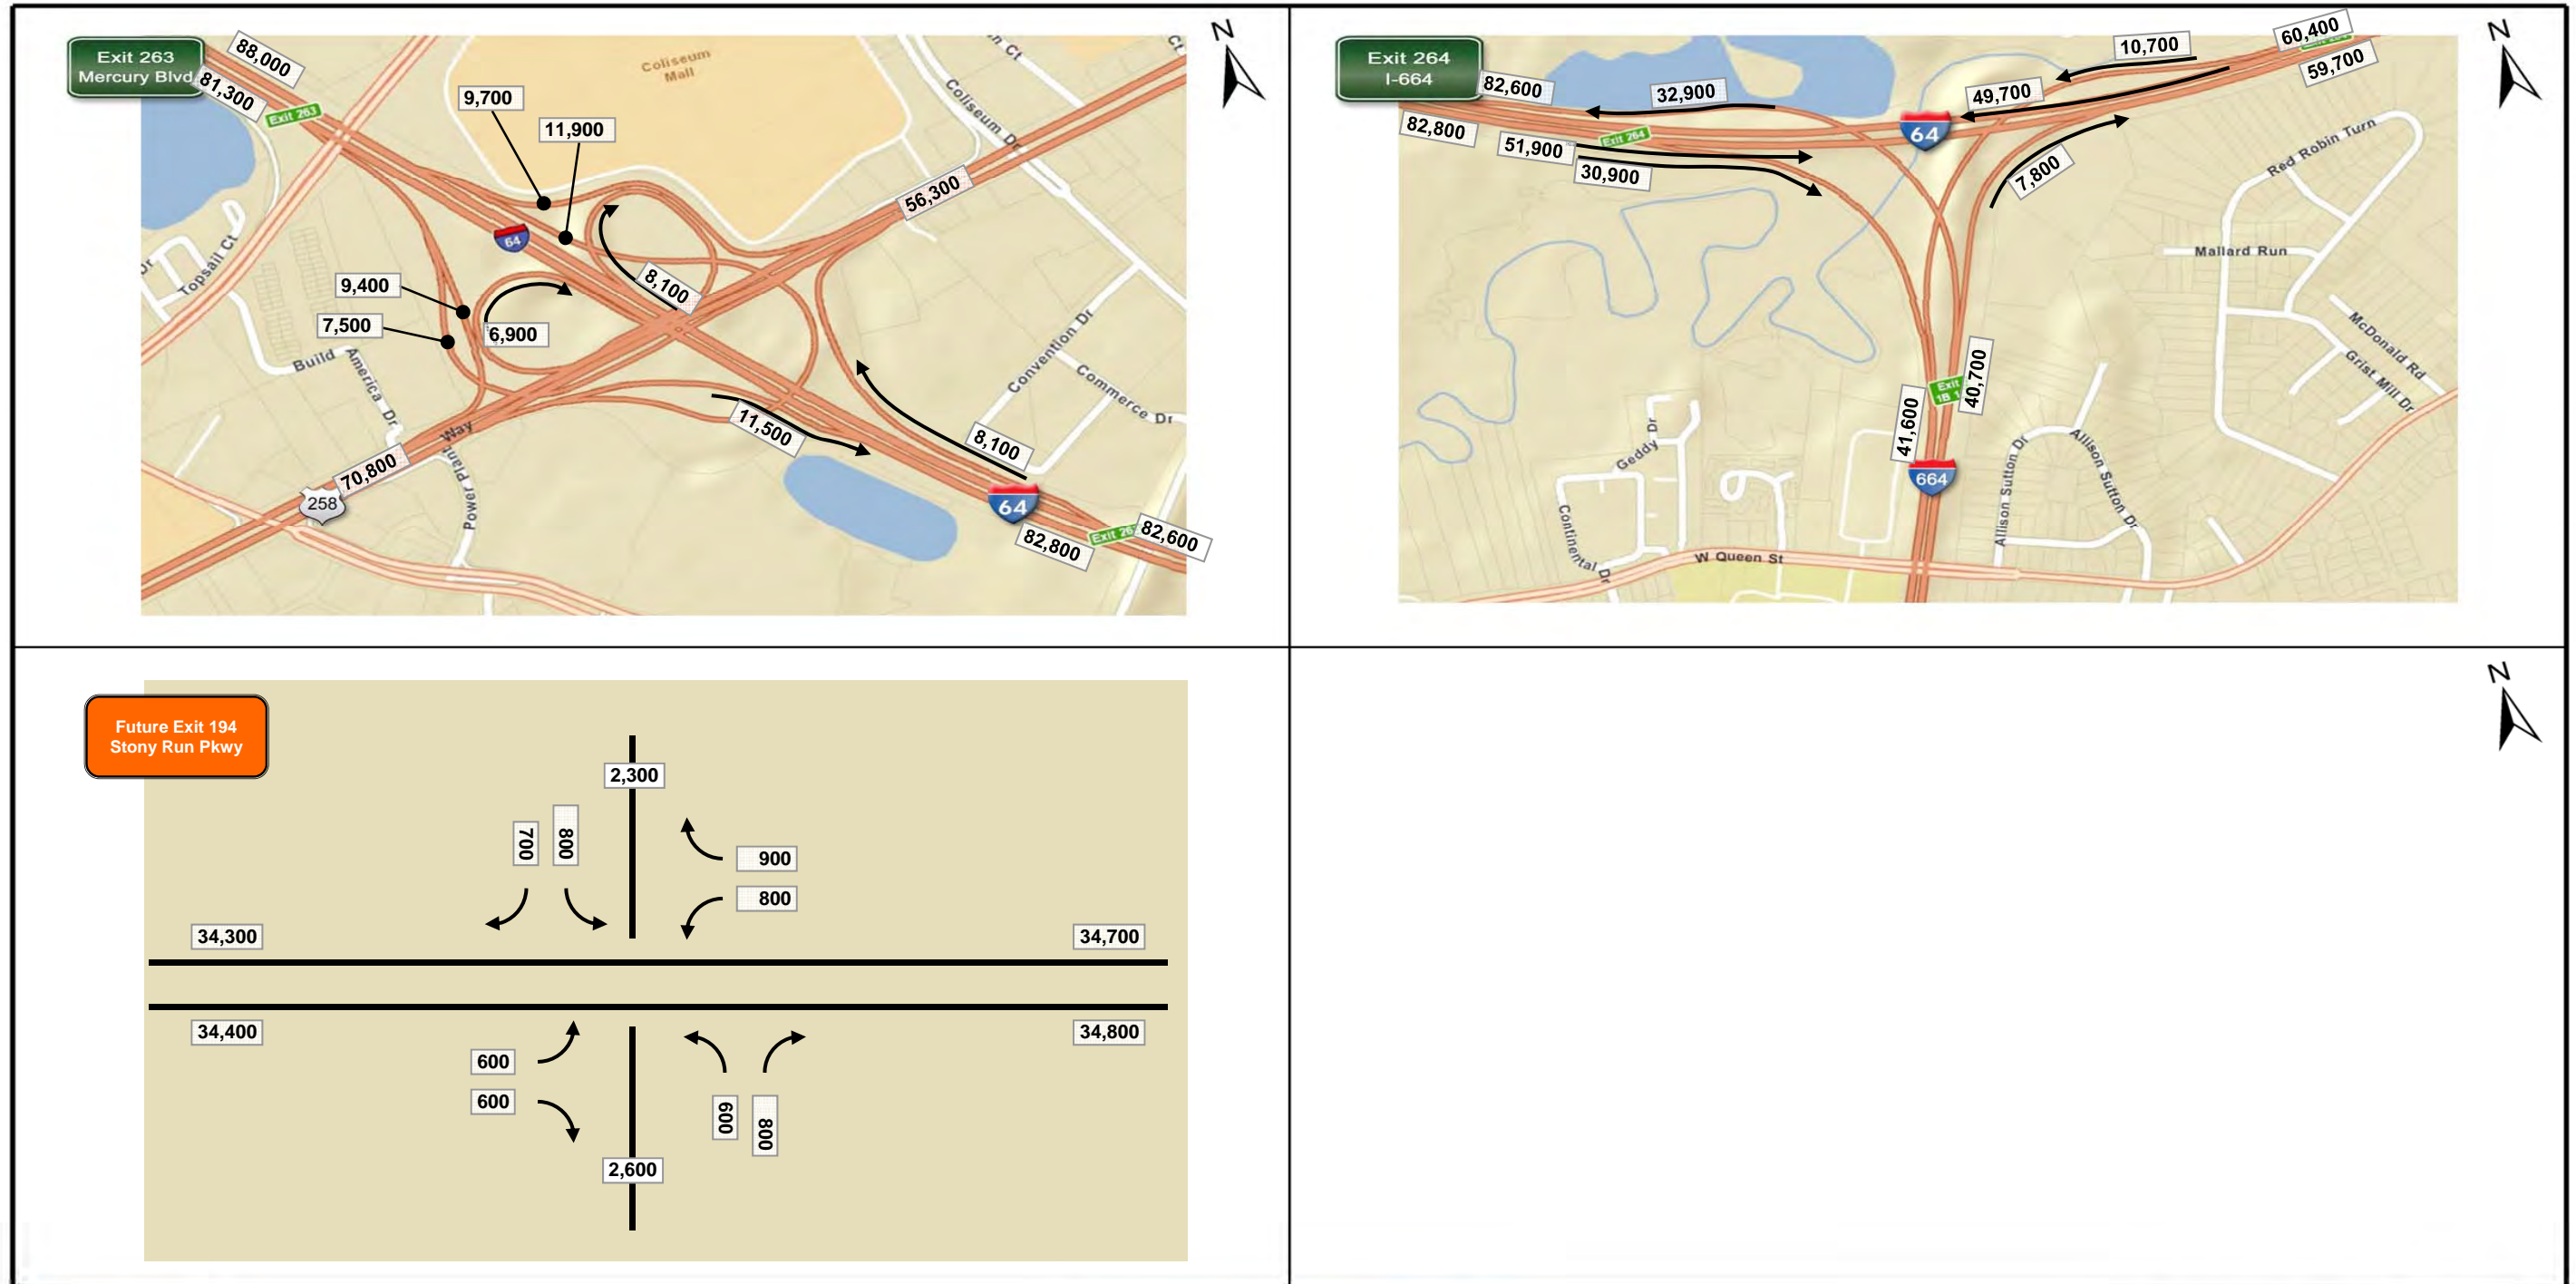 N
Exit 263
Mercury Blvd
88,000
81,300
Exit 263
Coliseum
Mall
9,700
11,900
Coliseum Dr
n Ct
Ct
56,300
64
Topsail Ct
Dr
9,400
7,500
6,900
8,100
Build America Dr
Power Plant Way
70,800
258
11,500
8,100
Convention Dr
Commerce Dr
64
82,800
82,600
N
Exit 264
I-664
82,600
82,800
32,900
51,900
30,900
Exit 264
64
10,700
49,700
60,400
59,700
7,800
Red Robin Turn
Mallard Run
McDonald Rd
Grist Mill Dr
40,700
41,600
Exit
1B
664
Geddy Dr
Continental Dr
W Queen St
Allison Sutton Dr
Allison Sutton Dr
Future Exit 194
Stony Run Pkwy
2,300
700
800
900
800
34,300
34,700
34,400
34,800
600
600
600
800
2,600
N